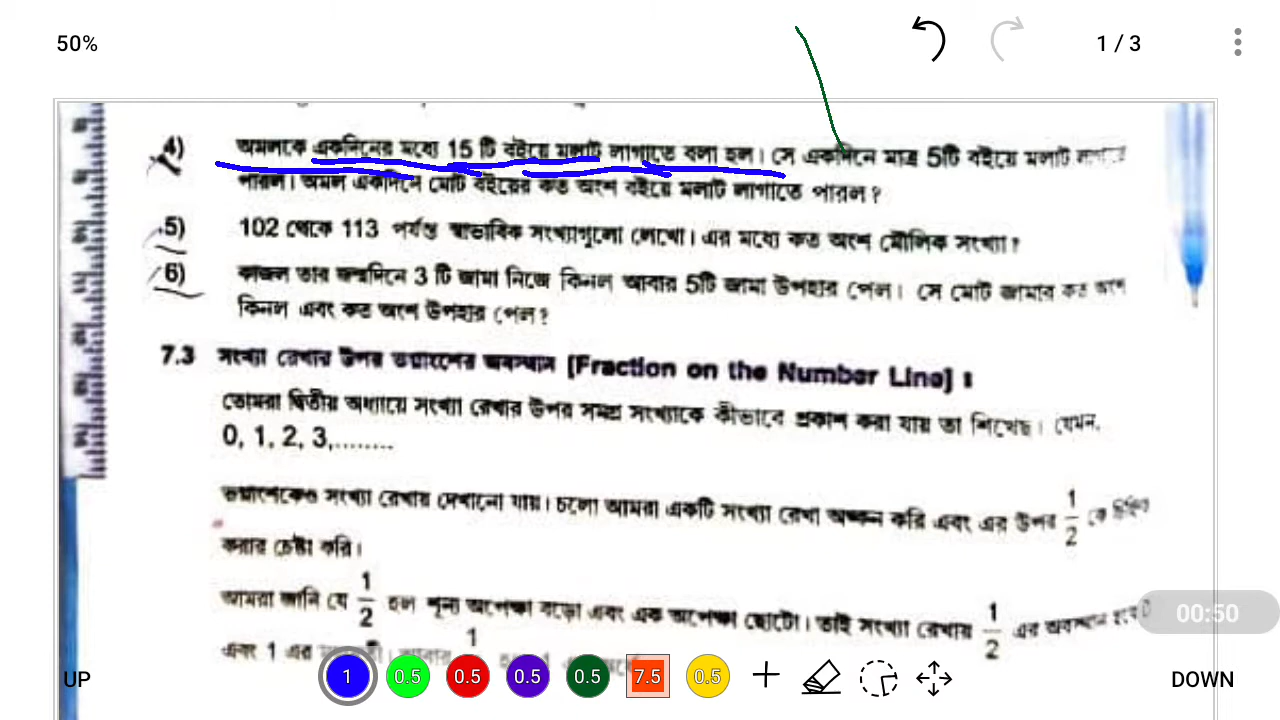 50%
1 / 3
4) অমলকে একদিনের মধ্যে 15 টি বইয়ে মলাট লাগাতে বলা হল। সে একদিনে মাত্র 5টি বইয়ে মলাট লাগাতে
পারল। অমল একদিনে মোট বইয়ের কত অংশ বইয়ে মলাট লাগাতে পারল?
5) 102 থেকে 113 পর্যন্ত স্বাভাবিক সংখ্যাগুলো লেখো। এর মধ্যে কত অংশ মৌলিক সংখ্যা?
6) কাজল তার জন্মদিনে 3 টি জামা নিজে কিনল আবার 5টি জামা উপহার পেল। সে মোট জামার কত অংশ
কিনল এবং কত অংশ উপহার পেল?
7.3 সংখ্যা রেখার উপর ভগ্নাংশের অবস্থান [Fraction on the Number Line] :
তোমরা দ্বিতীয় অধ্যায়ে সংখ্যা রেখার উপর সমগ্র সংখ্যাকে কীভাবে প্রকাশ করা যায় তা শিখেছ। যেমন,
0, 1, 2, 3,........
ভগ্নাংশকেও সংখ্যা রেখায় দেখানো যায়। চলো আমরা একটি সংখ্যা রেখা অঙ্কন করি এবং এর উপর 1/2 কে চিহ্নিত
করার চেষ্টা করি।
আমরা জানি যে 1/2 হল শূন্য অপেক্ষা বড়ো এবং এক অপেক্ষা ছোটো। তাই সংখ্যা রেখায় 1/2 এর অবস্থান হবে 0
এবং 1 এর
00:50
UP
1 0.5 0.5 0.5 0.5 7.5 0.5
DOWN